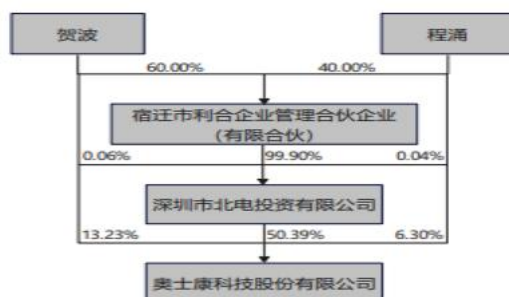 贺波 程涌
60.00% 40.00%
宿迁市利合企业管理合伙企业
（有限合伙）
0.06% 99.90% 0.04%
深圳市北电投资有限公司
13.23% 50.39% 6.30%
奥士康科技股份有限公司